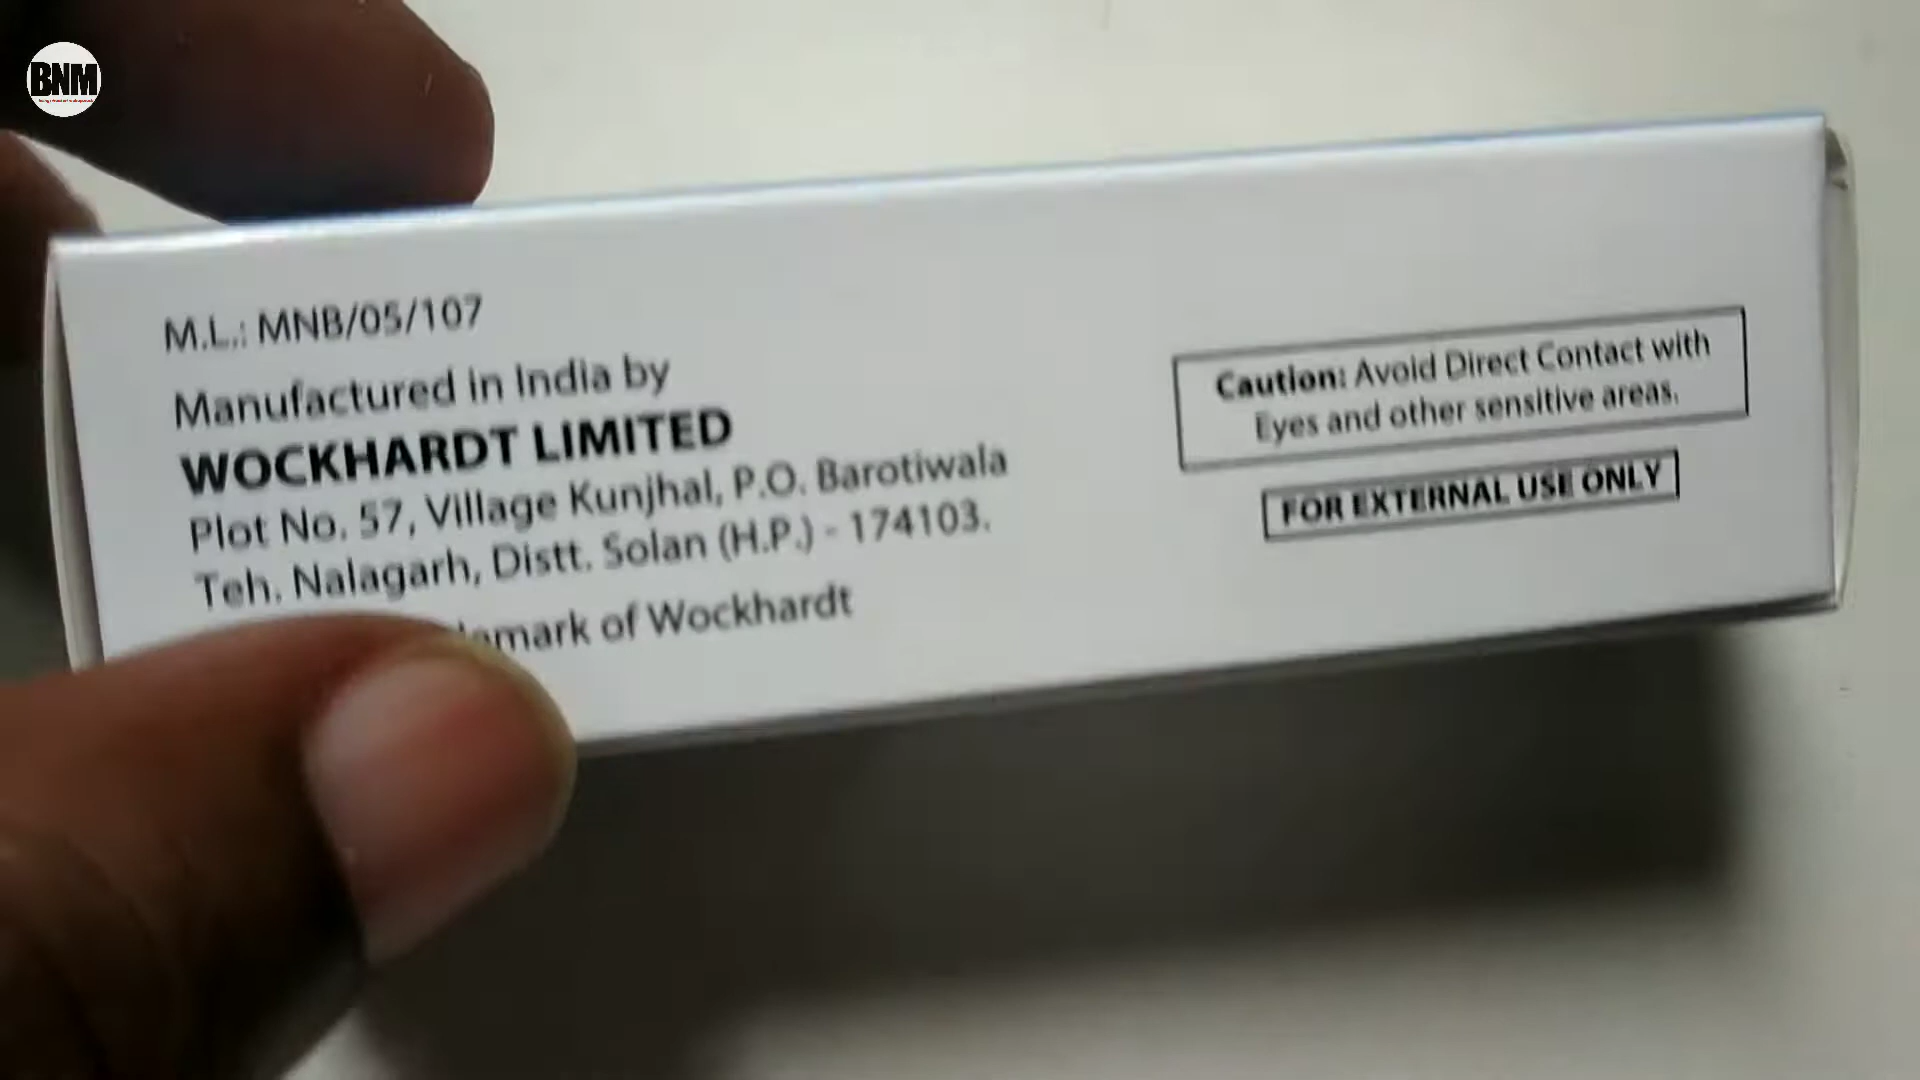 BNM
M.L.: MNB/05/107
Manufactured in India by
WOCKHARDT LIMITED
Plot No. 57, Village Kunjhal, P.O. Barotiwala
Teh. Nalagarh, Distt. Solan (H.P.) - 174103.
of Wockhardt
Caution: Avoid Direct Contact with
Eyes and other sensitive areas.
FOR EXTERNAL USE ONLY